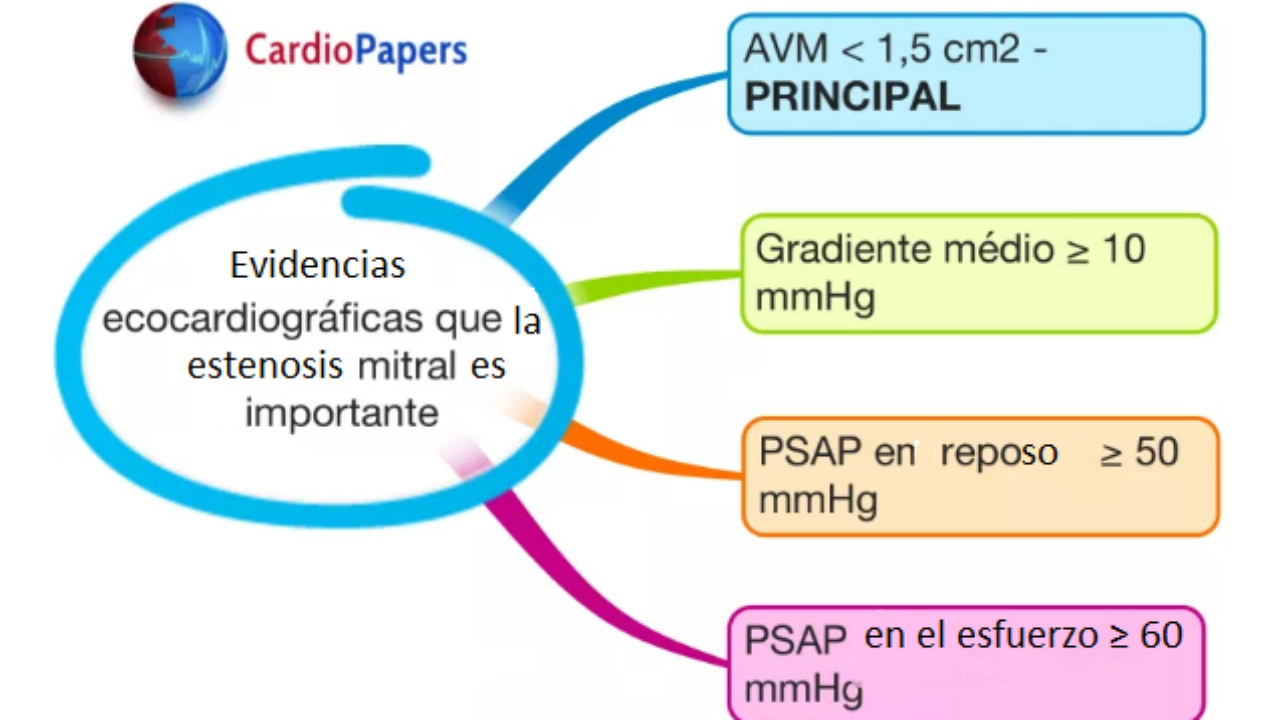 CardioPapers
AVM < 1,5 cm2 -
PRINCIPAL
Evidencias
ecocardiográficas que la
estenosis mitral es
importante
Gradiente médio ≥ 10
mmHg
PSAP en reposo ≥ 50
mmHg
PSAP en el esfuerzo ≥ 60
mmHg